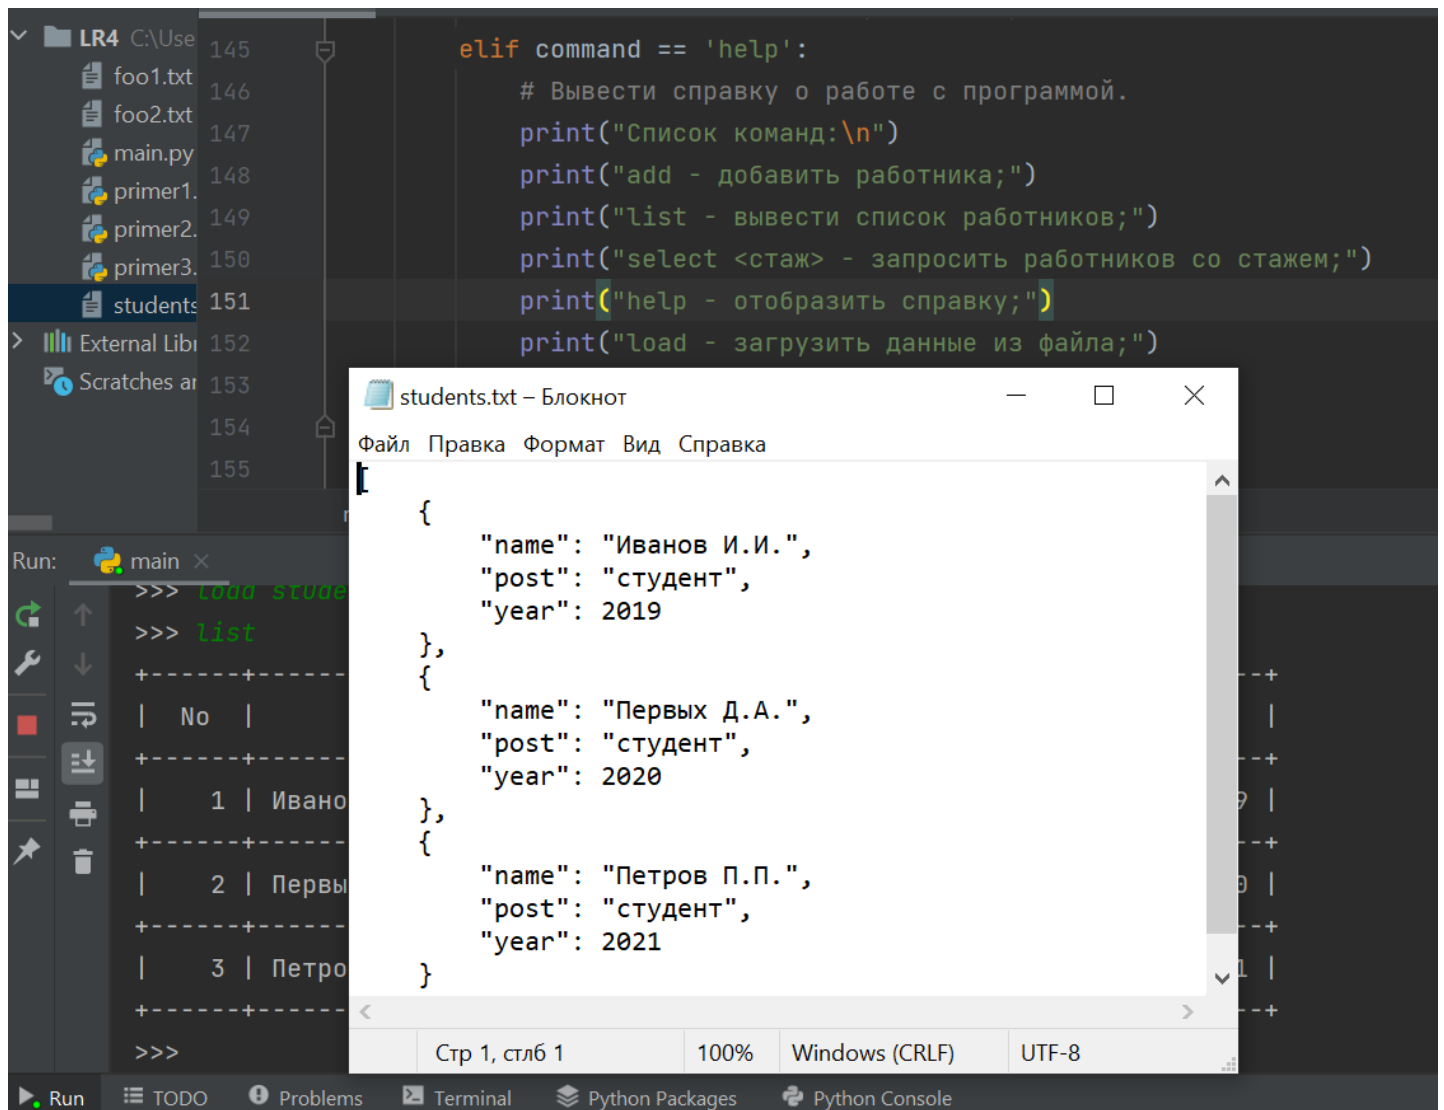 LR4 C:\Use
foo1.txt
foo2.txt
main.py
primer1.
primer2.
primer3.
students
External Libr
Scratches ar
145 elif command == 'help':
146 # Вывести справку о работе с программой.
147 print("Список команд:\n")
148 print("add - добавить работника;")
149 print("list - вывести список работников;")
150 print("select <стаж> - запросить работников со стажем;")
151 print("help - отобразить справку;")
152 print("load - загрузить данные из файла;")
153
154
155
students.txt – Блокнот
Файл Правка Формат Вид Справка
[
{
"name": "Иванов И.И.",
"post": "студент",
"year": 2019
},
{
"name": "Первых Д.А.",
"post": "студент",
"year": 2020
},
{
"name": "Петров П.П.",
"post": "студент",
"year": 2021
}
Стр 1, стлб 1 100% Windows (CRLF) UTF-8
Run: main
>>> load stude
>>> list
+------+------ --+
| No | |
+------+------ --+
| 1 | Ивано 9 |
+------+------ --+
| 2 | Первы 0 |
+------+------ --+
| 3 | Петро 1 |
+------+------ --+
>>>
Run TODO Problems Terminal Python Packages Python Console